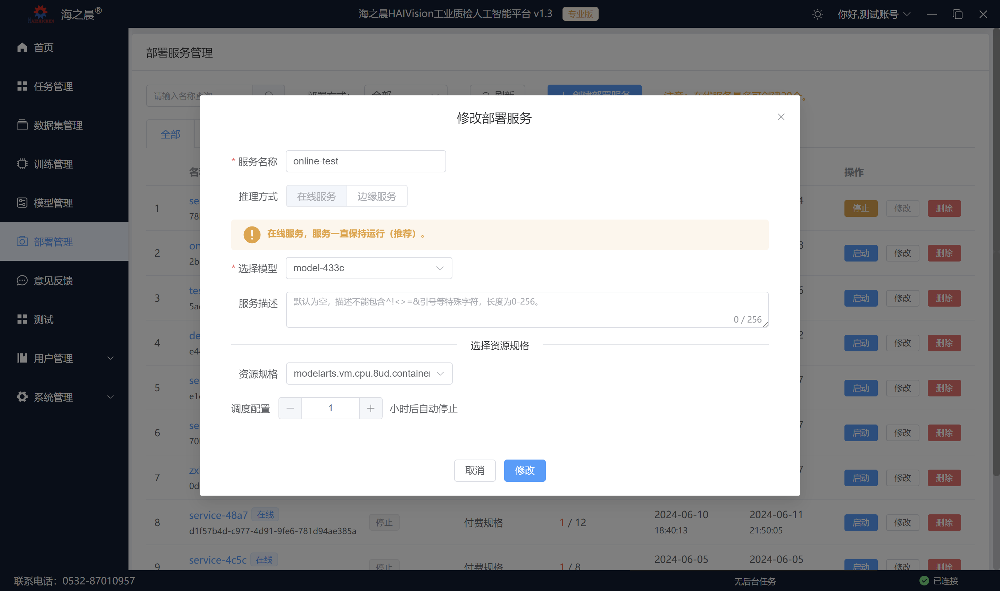 HAIZHICHEN
海之晨®
海之晨HAIVision工业质检人工智能平台 v1.3
专业版
你好,测试账号
首页
任务管理
数据集管理
训练管理
模型管理
部署管理
意见反馈
测试
用户管理
系统管理
部署服务管理
请输入名称查询
部署方式:
全部
刷新
创建部署服务
注意：在线服务最多可创建20个。
全部
操作
修改部署服务
* 服务名称
online-test
推理方式
在线服务
边缘服务
在线服务，服务一直保持运行（推荐）。
* 选择模型
model-433c
服务描述
默认为空，描述不能包含^!<>=&引号等特殊字符，长度为0-256。
0 / 256
选择资源规格
资源规格
modelarts.vm.cpu.8ud.container
调度配置
1
小时后自动停止
取消
修改
1
停止 修改 删除
2
启动 修改 删除
3
启动 修改 删除
4
启动 修改 删除
5
启动 修改 删除
6
启动 修改 删除
7
启动 修改 删除
8
service-48a7 在线
d1f57b4d-c977-4d91-9fe6-781d94ae385a
停止
付费规格
1 / 12
2024-06-10
18:40:13
2024-06-11
21:50:05
启动 修改 删除
9
service-4c5c 在线
停止
付费规格
1 / 8
2024-06-05
2024-06-05
启动 修改 删除
联系电话：0532-87010957
无后台任务
已连接